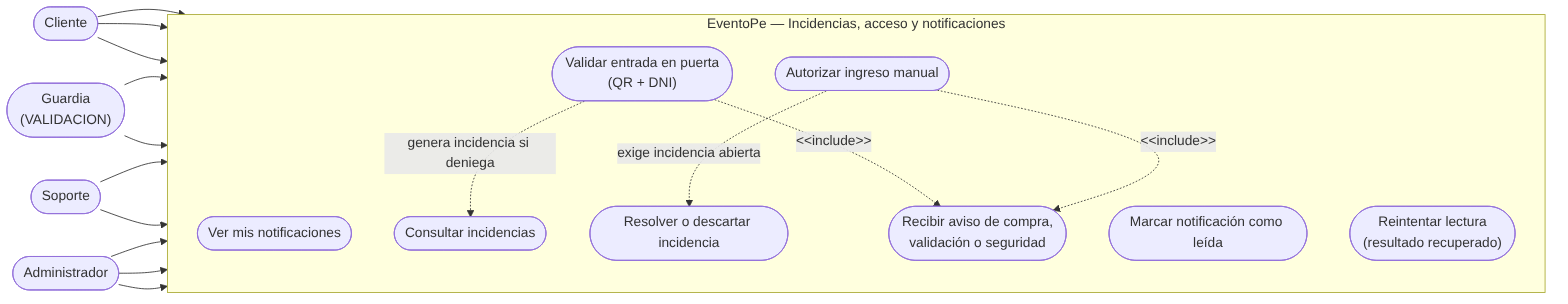 Cliente
Guardia
(VALIDACION)
Soporte
Administrador
EventoPe — Incidencias, acceso y notificaciones
Validar entrada en puerta
(QR + DNI)
Autorizar ingreso manual
genera incidencia si
deniega
exige incidencia abierta
<<include>>
<<include>>
Ver mis notificaciones
Consultar incidencias
Resolver o descartar
incidencia
Recibir aviso de compra,
validación o seguridad
Marcar notificación como
leída
Reintentar lectura
(resultado recuperado)